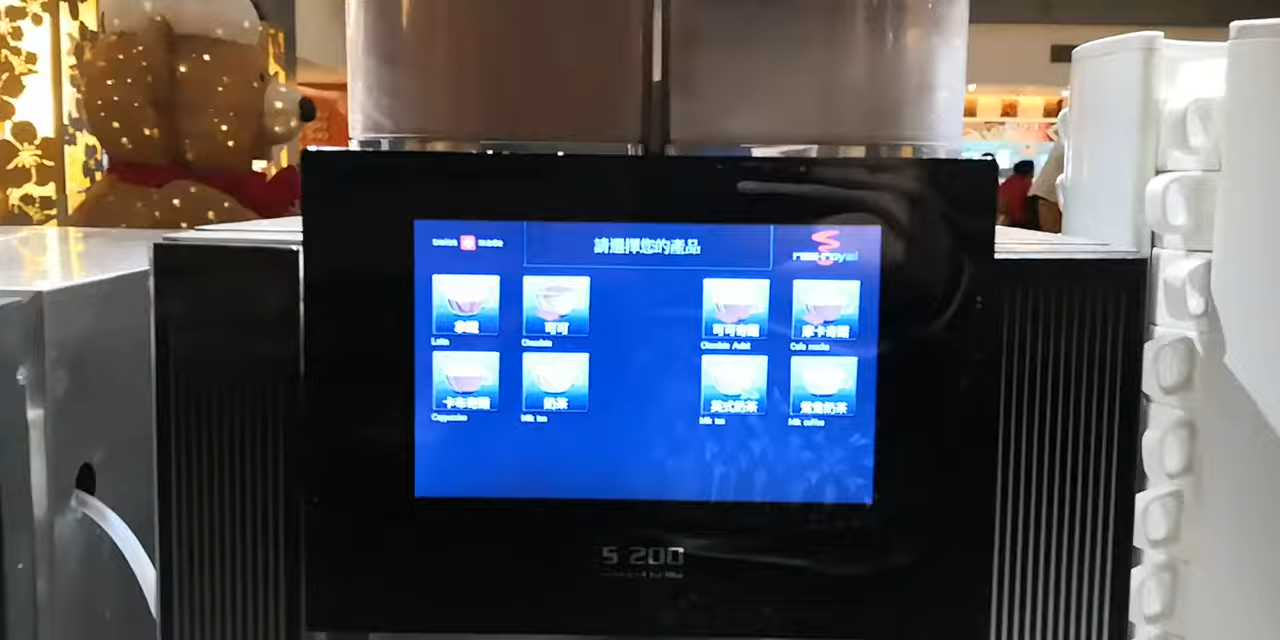 swiss made
請選擇您的產品
rex-royal
拿鐵
可可
可可奇諾
摩卡奇諾
Latte
Chocolate
Cafe mocha
卡布奇諾
奶茶
英式奶茶
鴛鴦奶茶
Cappuccino
Milk tea
Milk tea
Milk coffee
S 200